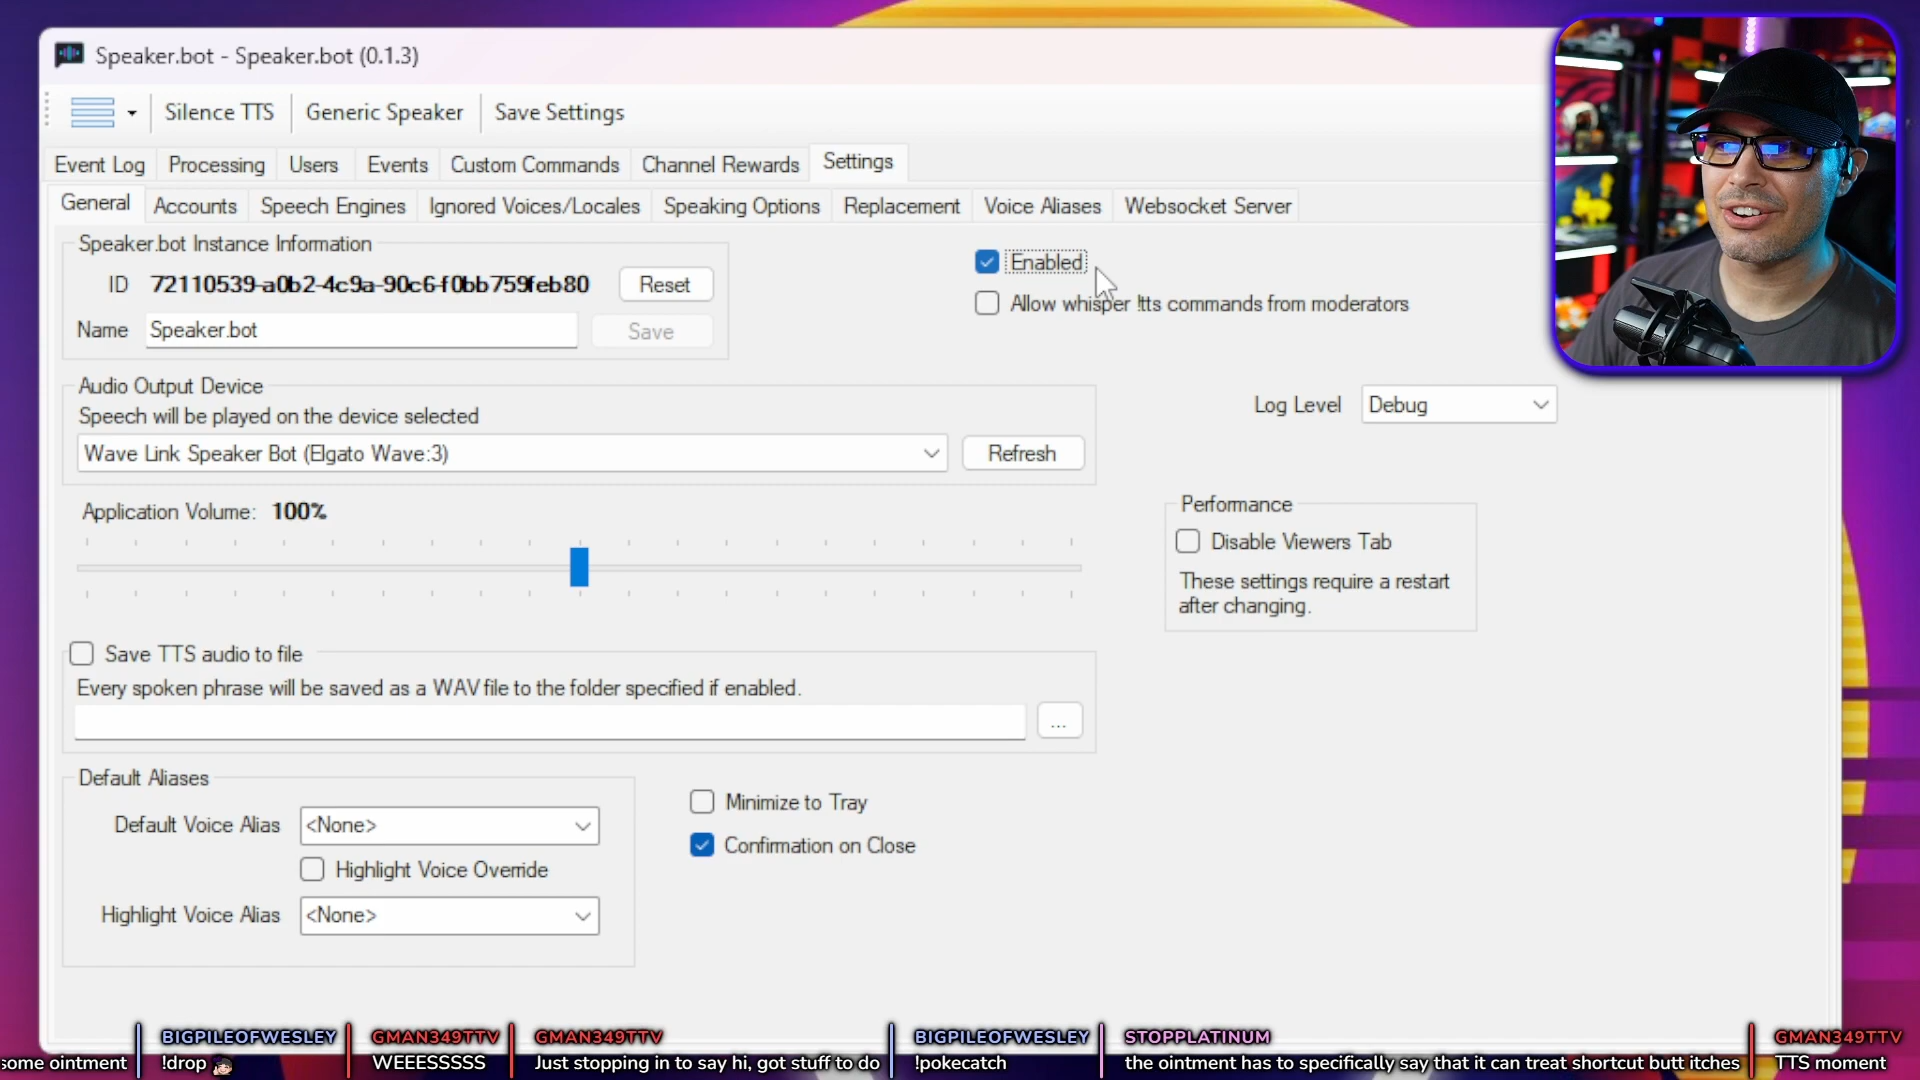 Speaker.bot - Speaker.bot (0.1.3)
Silence TTS
Generic Speaker
Save Settings
Event Log
Processing
Users
Events
Custom Commands
Channel Rewards
Settings
General
Accounts
Speech Engines
Ignored Voices/Locales
Speaking Options
Replacement
Voice Aliases
Websocket Server
Speaker.bot Instance Information
ID 72110539-a0b2-4c9a-90c6-f0bb759feb80
Reset
Name Speaker.bot
Save
Enabled
Allow whisper !tts commands from moderators
Audio Output Device
Speech will be played on the device selected
Wave Link Speaker Bot (Elgato Wave:3)
Refresh
Log Level Debug
Application Volume: 100%
Performance
Disable Viewers Tab
These settings require a restart
after changing.
Save TTS audio to file
Every spoken phrase will be saved as a WAV file to the folder specified if enabled.
...
Default Aliases
Default Voice Alias <None>
Highlight Voice Override
Highlight Voice Alias <None>
Minimize to Tray
Confirmation on Close
some ointment
BIGPILEOFWESLEY
!drop
GMAN349TTV
WEEESSSSS
GMAN349TTV
Just stopping in to say hi, got stuff to do
BIGPILEOFWESLEY
!pokecatch
STOPPLATINUM
the ointment has to specifically say that it can treat shortcut butt itches
GMAN349TTV
TTS moment